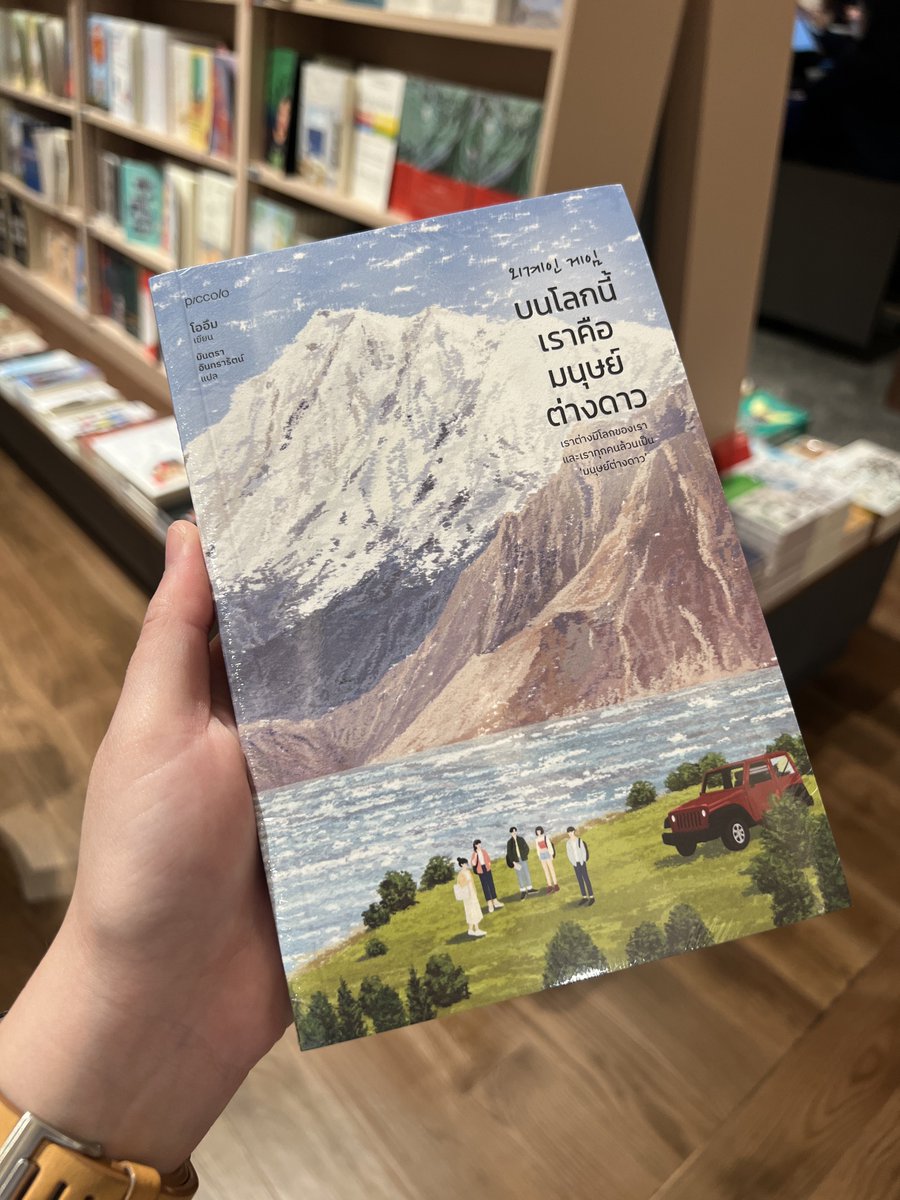 piccolo
โออึม
เขียน
มินตรา
อินทรารัตน์
แปล
외계인 게임
บนโลกนี้
เราคือ
มนุษย์
ต่างดาว
เราต่างมีโลกของเรา
และเราทุกคนล้วนเป็น
'มนุษย์ต่างดาว'